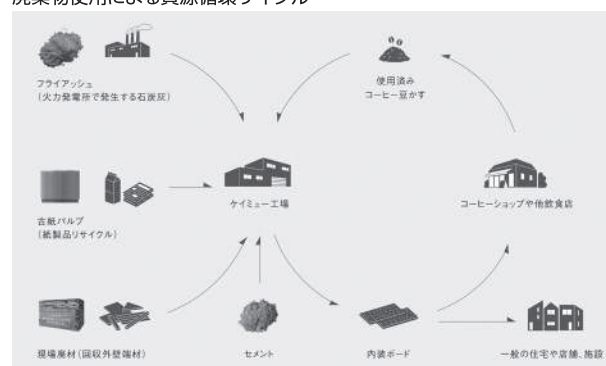 廃棄物使用による資源循環サイクル
フライアッシュ
(火力発電所で発生する石炭灰)
使用済み
コーヒー豆かす
古紙パルプ
(紙製品リサイクル)
ケイミュー工場
コーヒーショップや他飲食店
現場廃材(回収外壁端材)
セメント
内装ボード
一般の住宅や店舗、施設